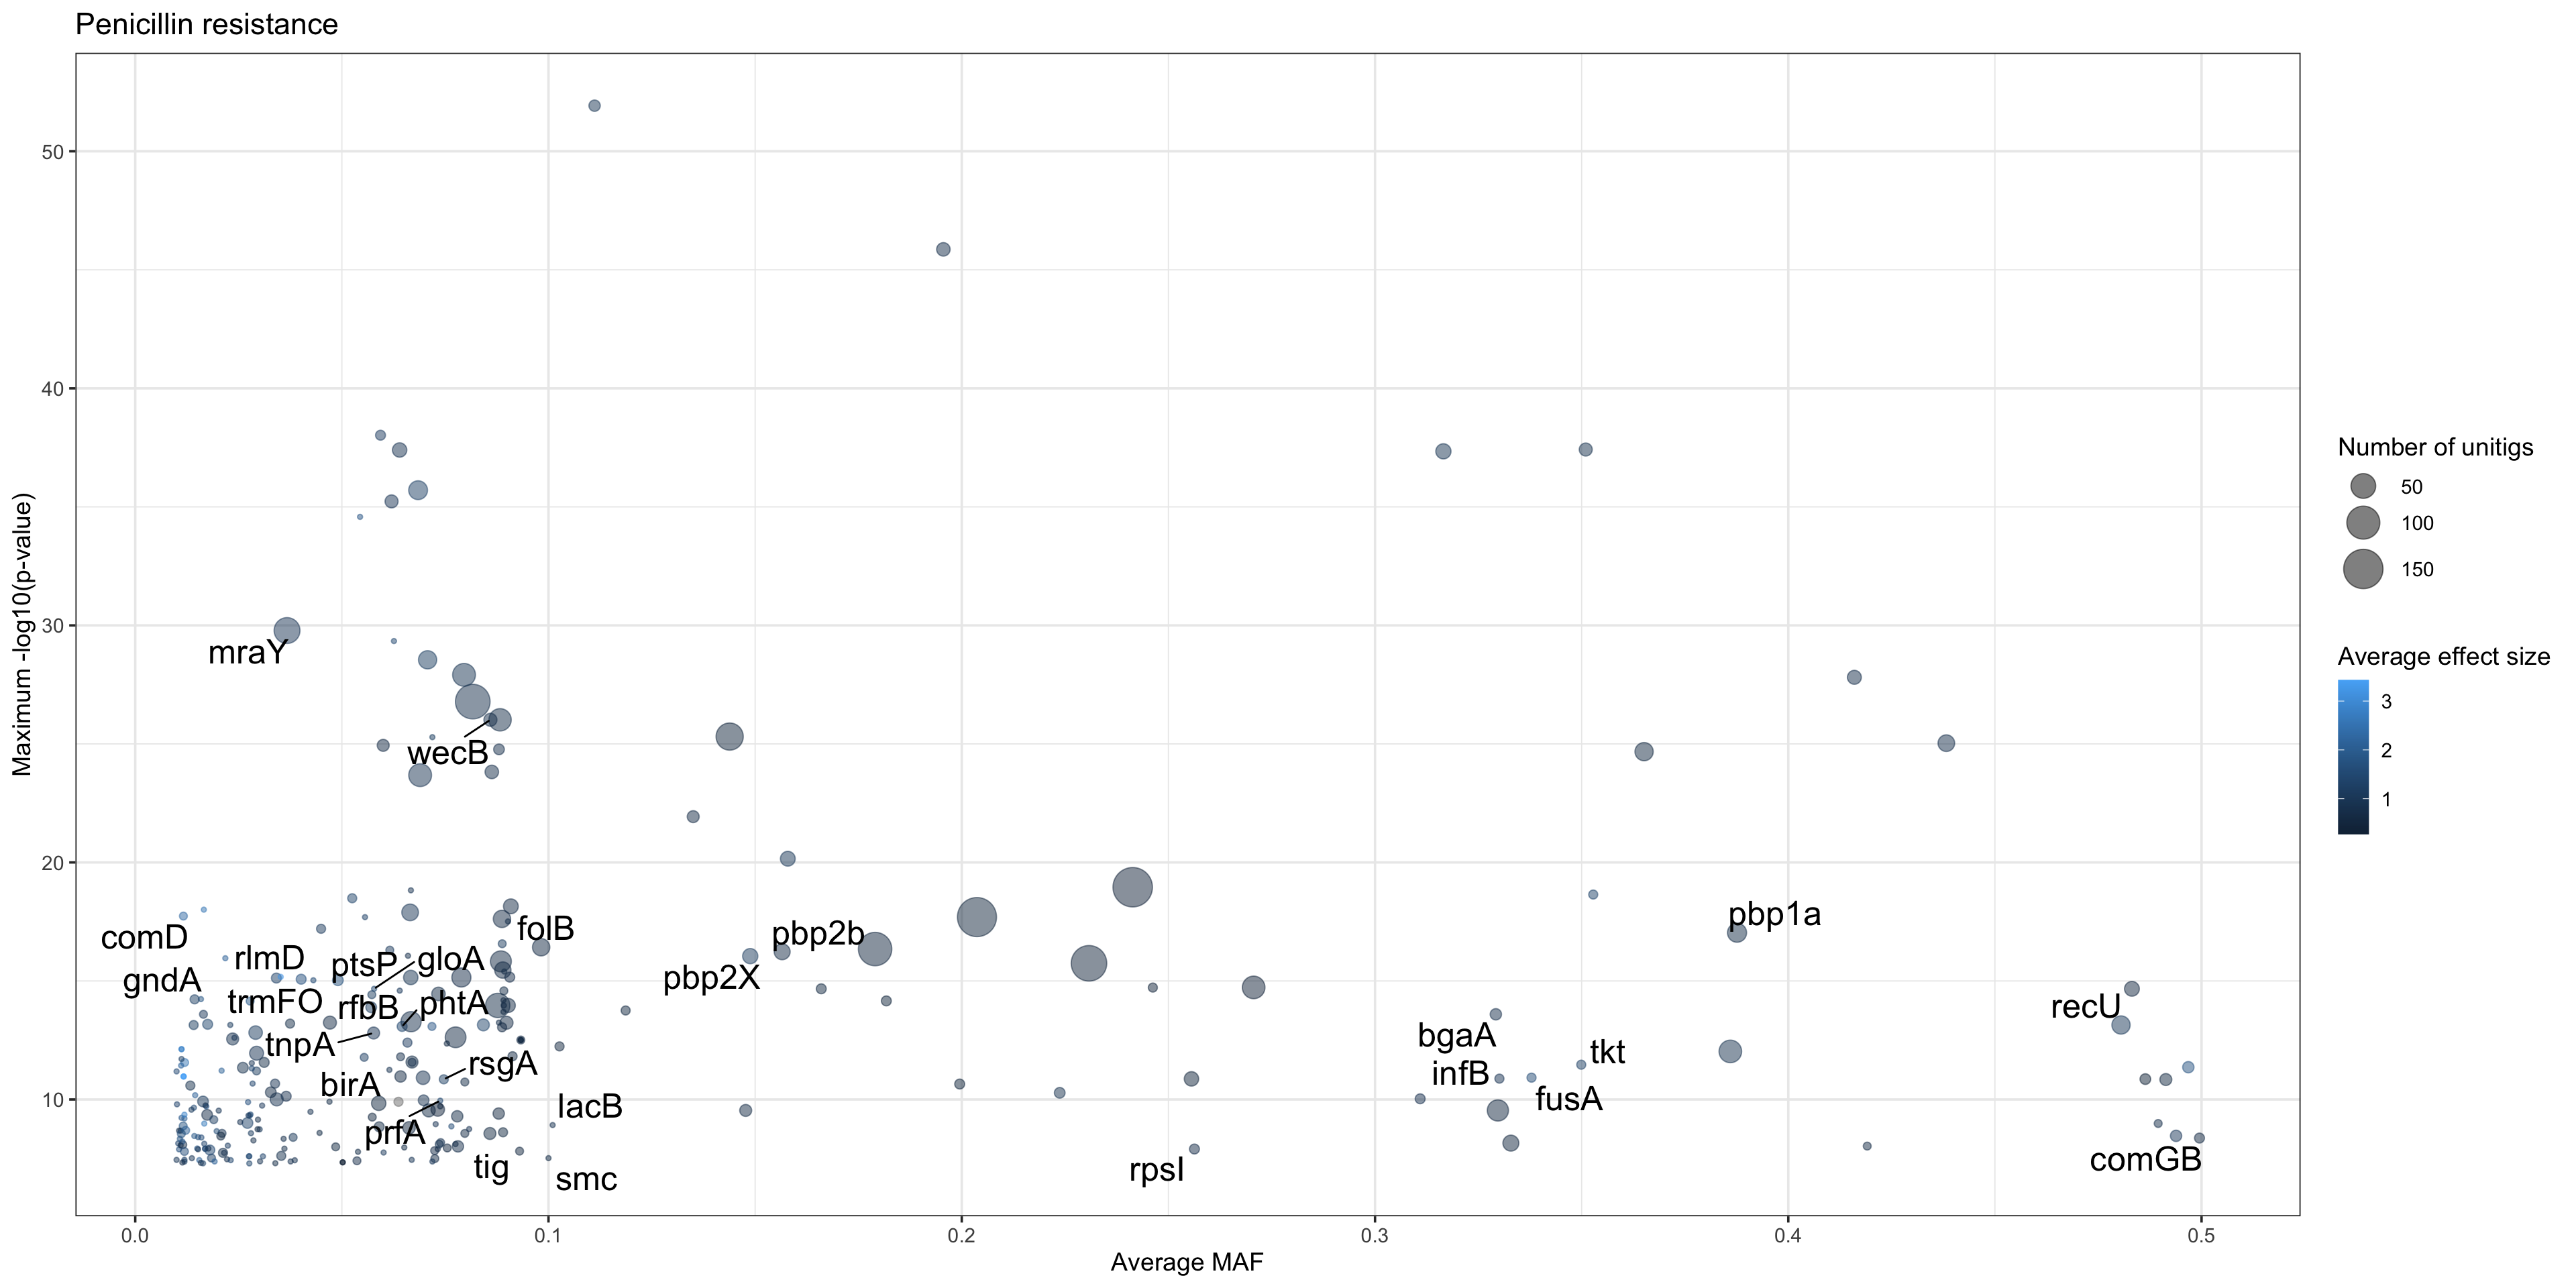 Penicillin resistance
Maximum -log10(p-value)
50
40
30
20
10
mraY
wecB
comD
gndA
rlmD
trmFO
ptsP
gloA
rfbB
phtA
tnpA
birA
rsgA
prfA
folB
lacB
tig
smc
pbp2X
pbp2b
rpsI
bgaA
infB
tkt
fusA
pbp1a
recU
comGB
0.0
0.1
0.2
0.3
0.4
0.5
Average MAF
Number of unitigs
50
100
150
Average effect size
3
2
1